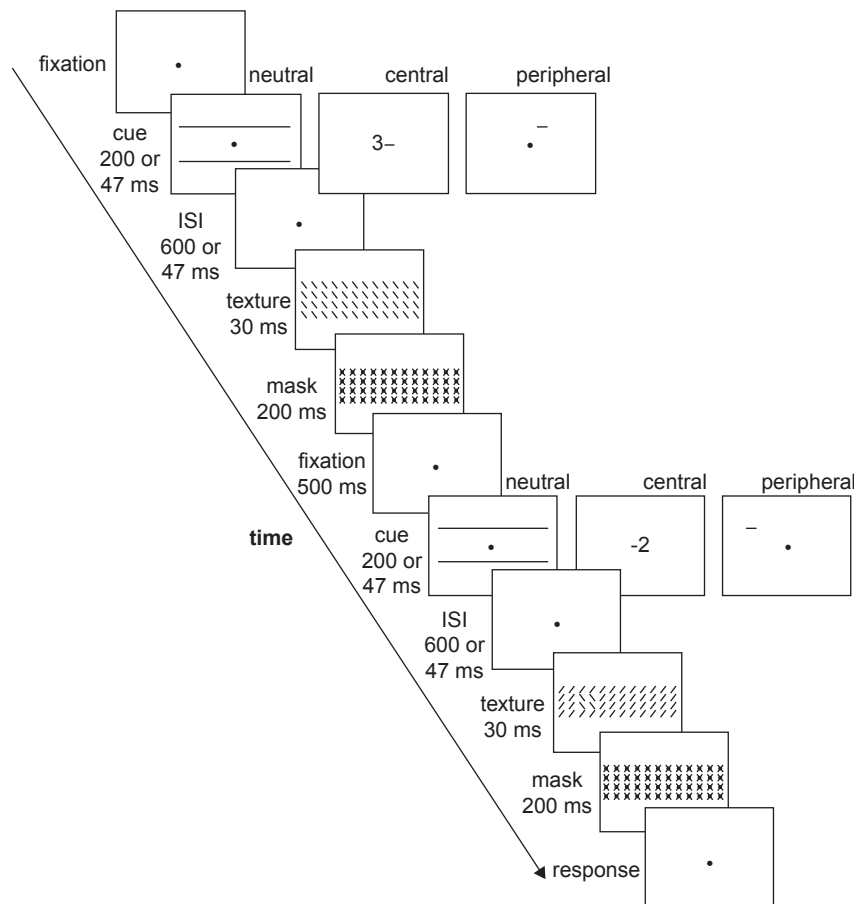 fixation
neutral
central
peripheral
cue
200 or
47 ms
3–
ISI
600 or
47 ms
texture
30 ms
mask
200 ms
fixation
500 ms
neutral
central
peripheral
time
cue
200 or
47 ms
-2
ISI
600 or
47 ms
texture
30 ms
mask
200 ms
response